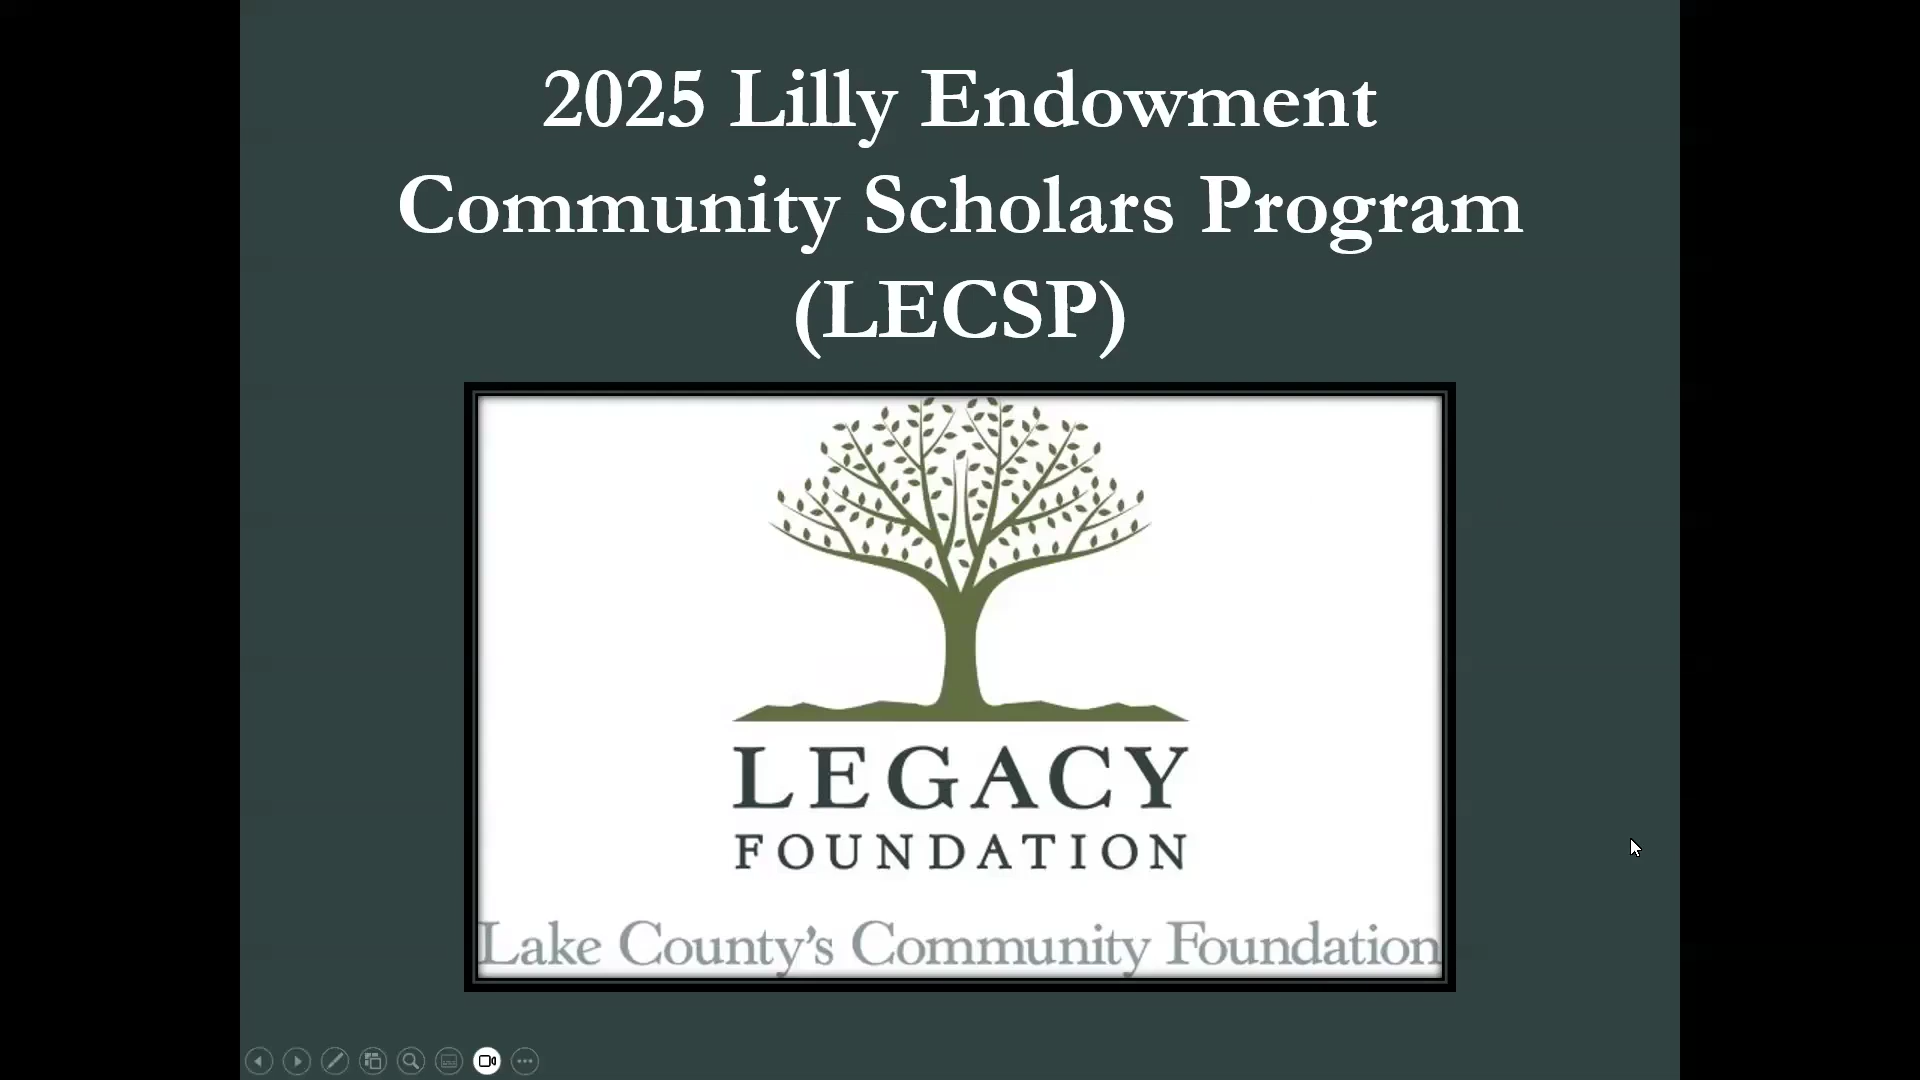 2025 Lilly Endowment
Community Scholars Program
(LECSP)
LEGACY
FOUNDATION
Lake County's Community Foundation